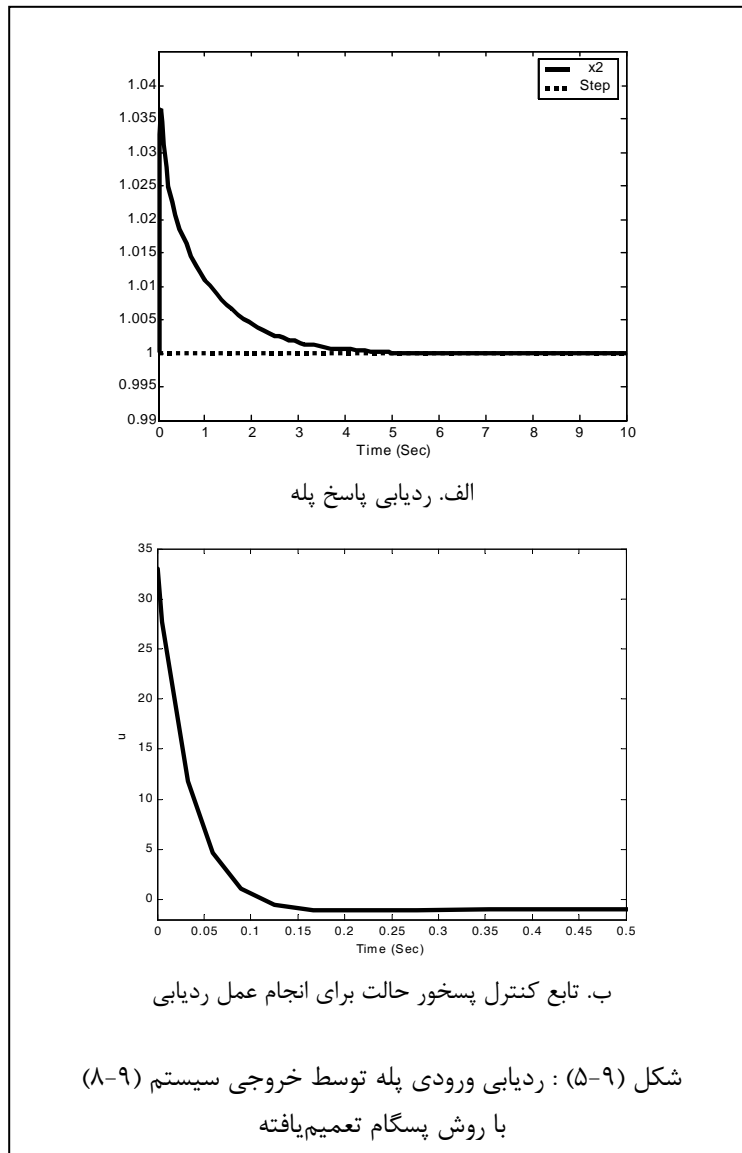 x2
Step
1.04
1.035
1.03
1.025
1.02
1.015
1.01
1.005
1
0.995
0.99
0 1 2 3 4 5 6 7 8 9 10
Time (Sec)
الف. ردیابی پاسخ پله
35
30
25
20
15
10
5
0
u
0 0.05 0.1 0.15 0.2 0.25 0.3 0.35 0.4 0.45 0.5
Time (Sec)
ب. تابع کنترل پسخور حالت برای انجام عمل ردیابی
شکل (۹-۵) : ردیابی ورودی پله توسط خروجی سیستم (۹-۸)
با روش پسگام تعمیم‌یافته